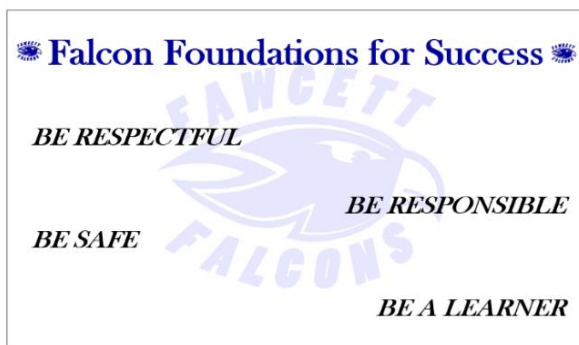 Falcon Foundations for Success
FAWCETT
BE RESPECTFUL
BE RESPONSIBLE
BE SAFE
FALCONS
BE A LEARNER